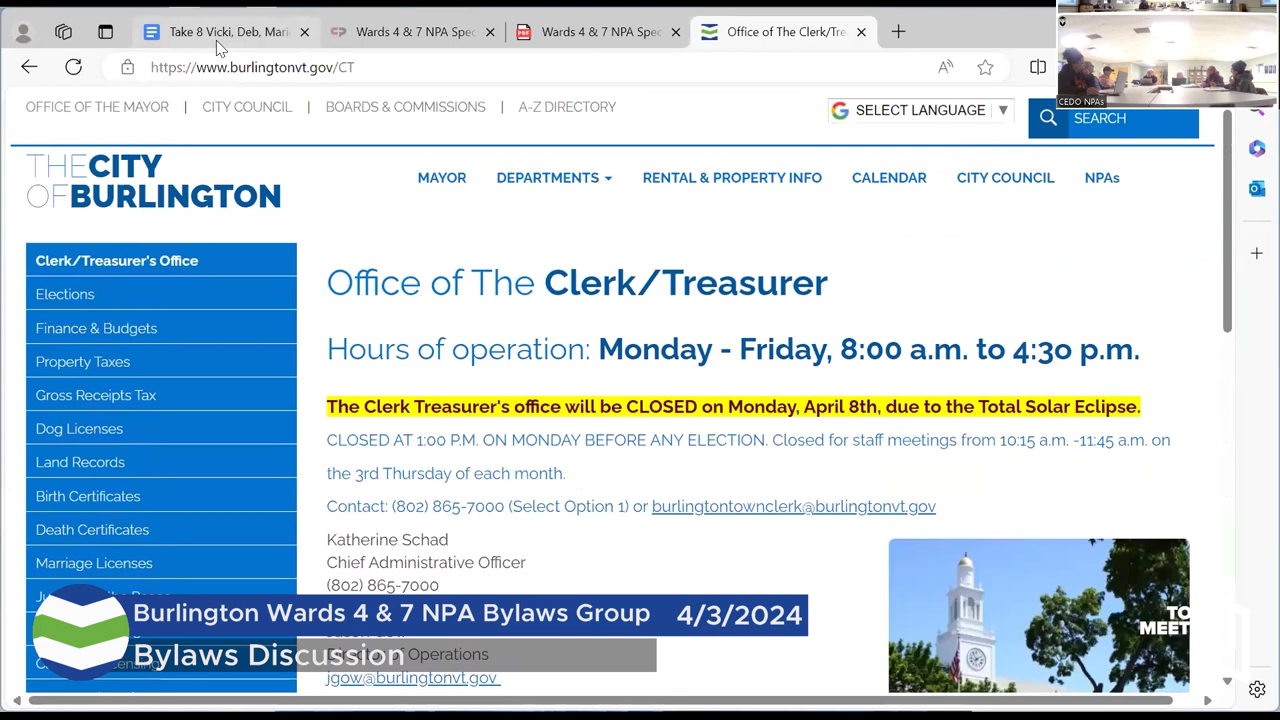 Take 8 Vicki, Deb, Mari
Wards 4 & 7 NPA Spec
Wards 4 & 7 NPA Spec
Office of The Clerk/Tre
https://www.burlingtonvt.gov/CT
CEDO NPAs
OFFICE OF THE MAYOR | CITY COUNCIL | BOARDS & COMMISSIONS | A-Z DIRECTORY
SELECT LANGUAGE
SEARCH
THE CITY
OF BURLINGTON
MAYOR DEPARTMENTS RENTAL & PROPERTY INFO CALENDAR CITY COUNCIL NPAs
Clerk/Treasurer's Office
Elections
Finance & Budgets
Property Taxes
Gross Receipts Tax
Dog Licenses
Land Records
Birth Certificates
Death Certificates
Marriage Licenses
Office of The Clerk/Treasurer
Hours of operation: Monday - Friday, 8:00 a.m. to 4:30 p.m.
The Clerk Treasurer's office will be CLOSED on Monday, April 8th, due to the Total Solar Eclipse.
CLOSED AT 1:00 P.M. ON MONDAY BEFORE ANY ELECTION. Closed for staff meetings from 10:15 a.m. -11:45 a.m. on
the 3rd Thursday of each month.
Contact: (802) 865-7000 (Select Option 1) or burlingtontownclerk@burlingtonvt.gov
Katherine Schad
Chief Administrative Officer
(802) 865-7000
of Operations
jgow@burlingtonvt.gov
TO
MEET
Burlington Wards 4 & 7 NPA Bylaws Group 4/3/2024
Bylaws Discussion